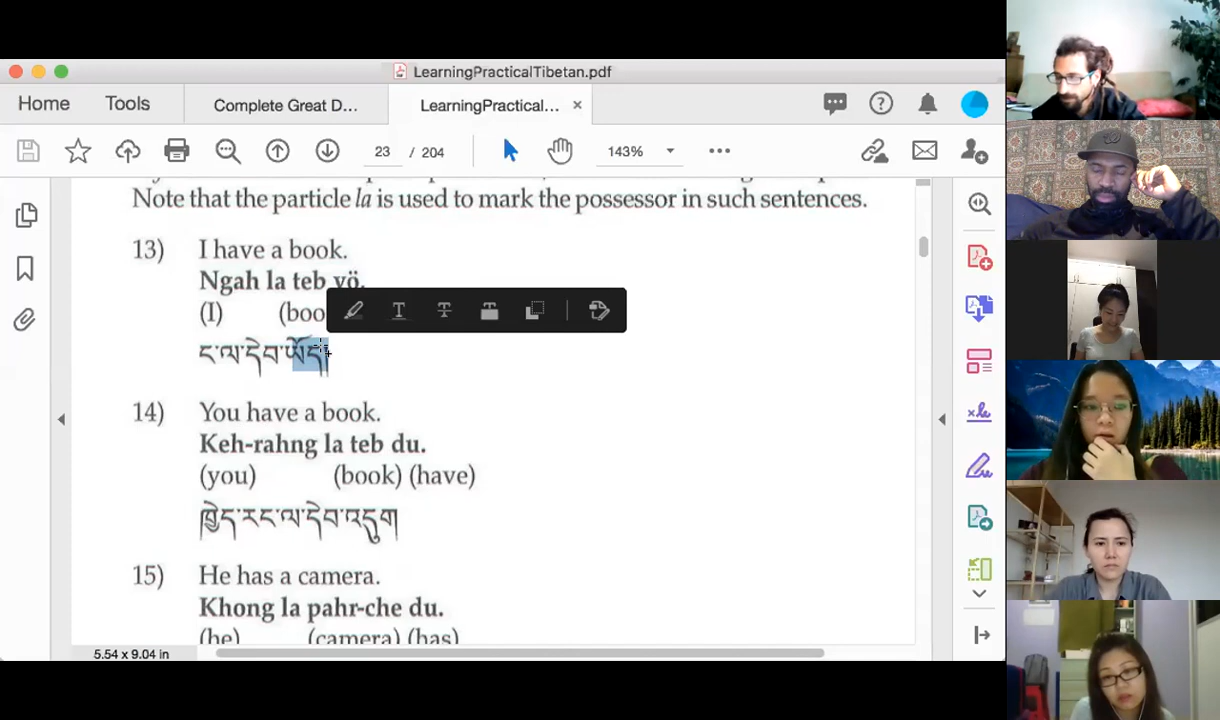 LearningPracticalTibetan.pdf
Home
Tools
Complete Great D...
LearningPractical...
23 / 204
143%
Note that the particle la is used to mark the possessor in such sentences.
13) I have a book.
Ngah la teb yö.
(I) (boo
ང་ལ་དེབ་ཡོད།
14) You have a book.
Keh-rahng la teb du.
(you) (book) (have)
ཁྱེད་རང་ལ་དེབ་འདུག
15) He has a camera.
Khong la pahr-che du.
(he) (camera) (has)
5.54 x 9.04 in